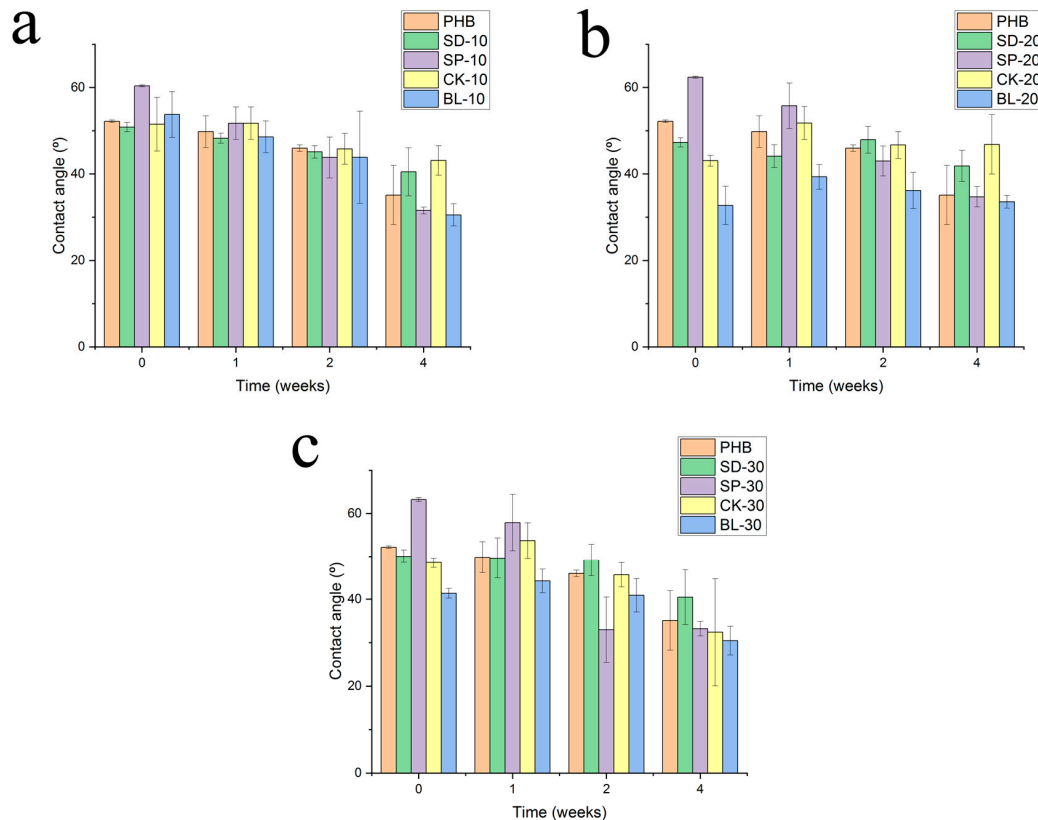 a
PHB
SD-10
SP-10
CK-10
BL-10
60
40
20
0
Contact angle (º)
0 1 2 4
Time (weeks)
b
PHB
SD-20
SP-20
CK-20
BL-20
60
40
20
0
Contact angle (º)
0 1 2 4
Time (weeks)
c
PHB
SD-30
SP-30
CK-30
BL-30
60
40
20
0
Contact angle (º)
0 1 2 4
Time (weeks)